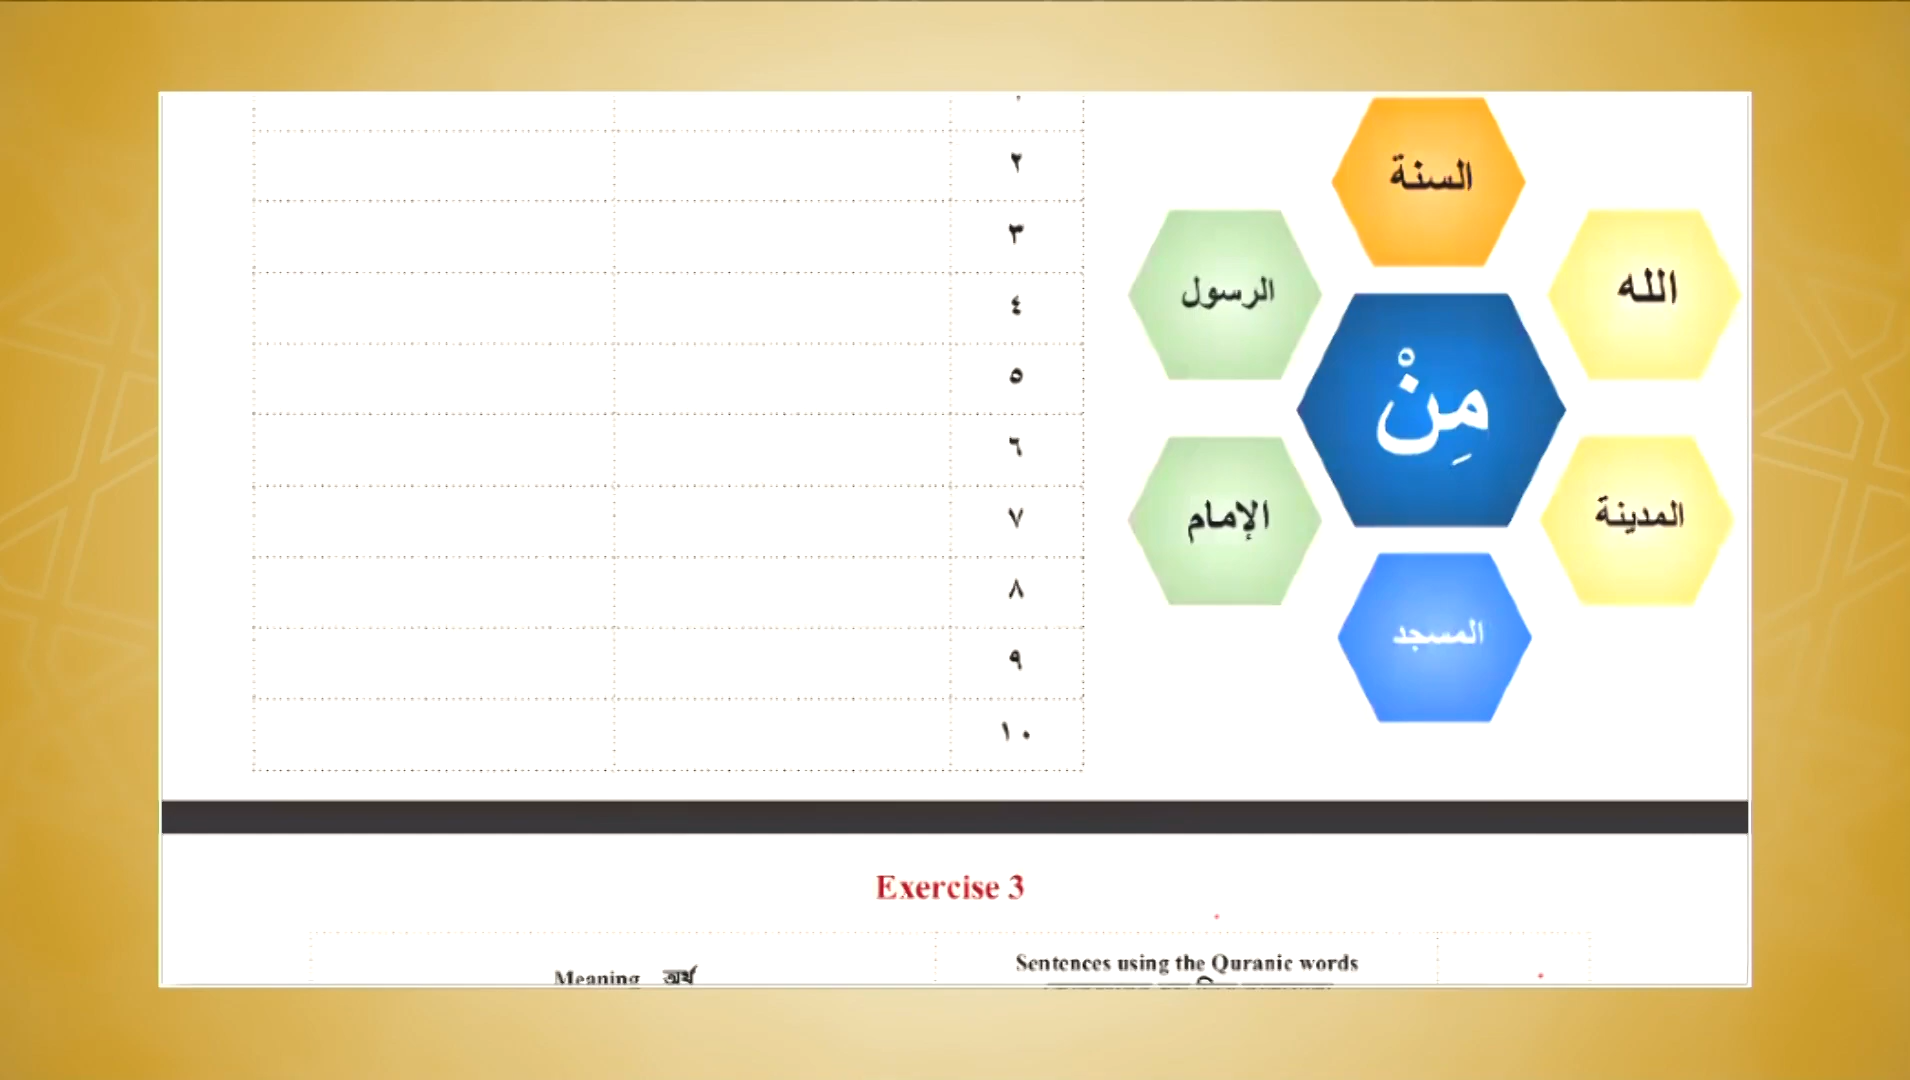 ٢
٣
٤
٥
٦
٧
٨
٩
١٠
السنة
الله
الرسول
مِنْ
المدينة
الإمام
المسجد
Exercise 3
Sentences using the Quranic words
Meaning অর্থ